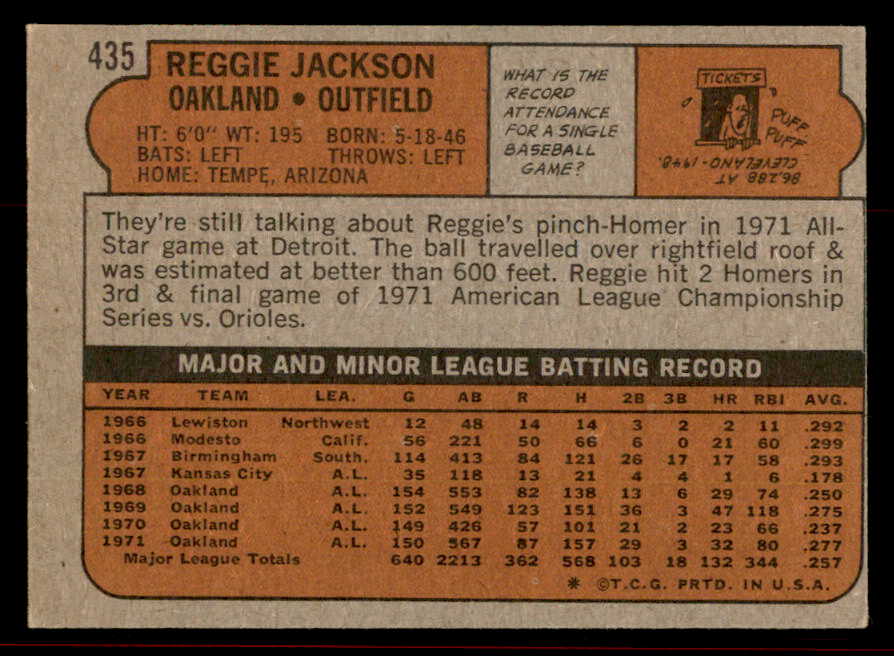 435
REGGIE JACKSON
OAKLAND • OUTFIELD
HT: 6'0" WT: 195 BORN: 5-18-46
BATS: LEFT THROWS: LEFT
HOME: TEMPE, ARIZONA
WHAT IS THE
RECORD
ATTENDANCE
FOR A SINGLE
BASEBALL
GAME?
TICKETS
PUFF
PUFF
86,288 AT
CLEVELAND-1948.
They're still talking about Reggie's pinch-Homer in 1971 All-
Star game at Detroit. The ball travelled over rightfield roof &
was estimated at better than 600 feet. Reggie hit 2 Homers in
3rd & final game of 1971 American League Championship
Series vs. Orioles.
MAJOR AND MINOR LEAGUE BATTING RECORD
YEAR TEAM LEA. G AB R H 2B 3B HR RBI AVG.
1966 Lewiston Northwest 12 48 14 14 3 2 2 11 .292
1966 Modesto Calif. 56 221 50 66 6 0 21 60 .299
1967 Birmingham South. 114 413 84 121 26 17 17 58 .293
1967 Kansas City A.L. 35 118 13 21 4 4 1 6 .178
1968 Oakland A.L. 154 553 82 138 13 6 29 74 .250
1969 Oakland A.L. 152 549 123 151 36 3 47 118 .275
1970 Oakland A.L. 149 426 57 101 21 2 23 66 .237
1971 Oakland A.L. 150 567 87 157 29 3 32 80 .277
Major League Totals 640 2213 362 568 103 18 132 344 .257
* ©T.C.G. PRTD. IN U.S.A.